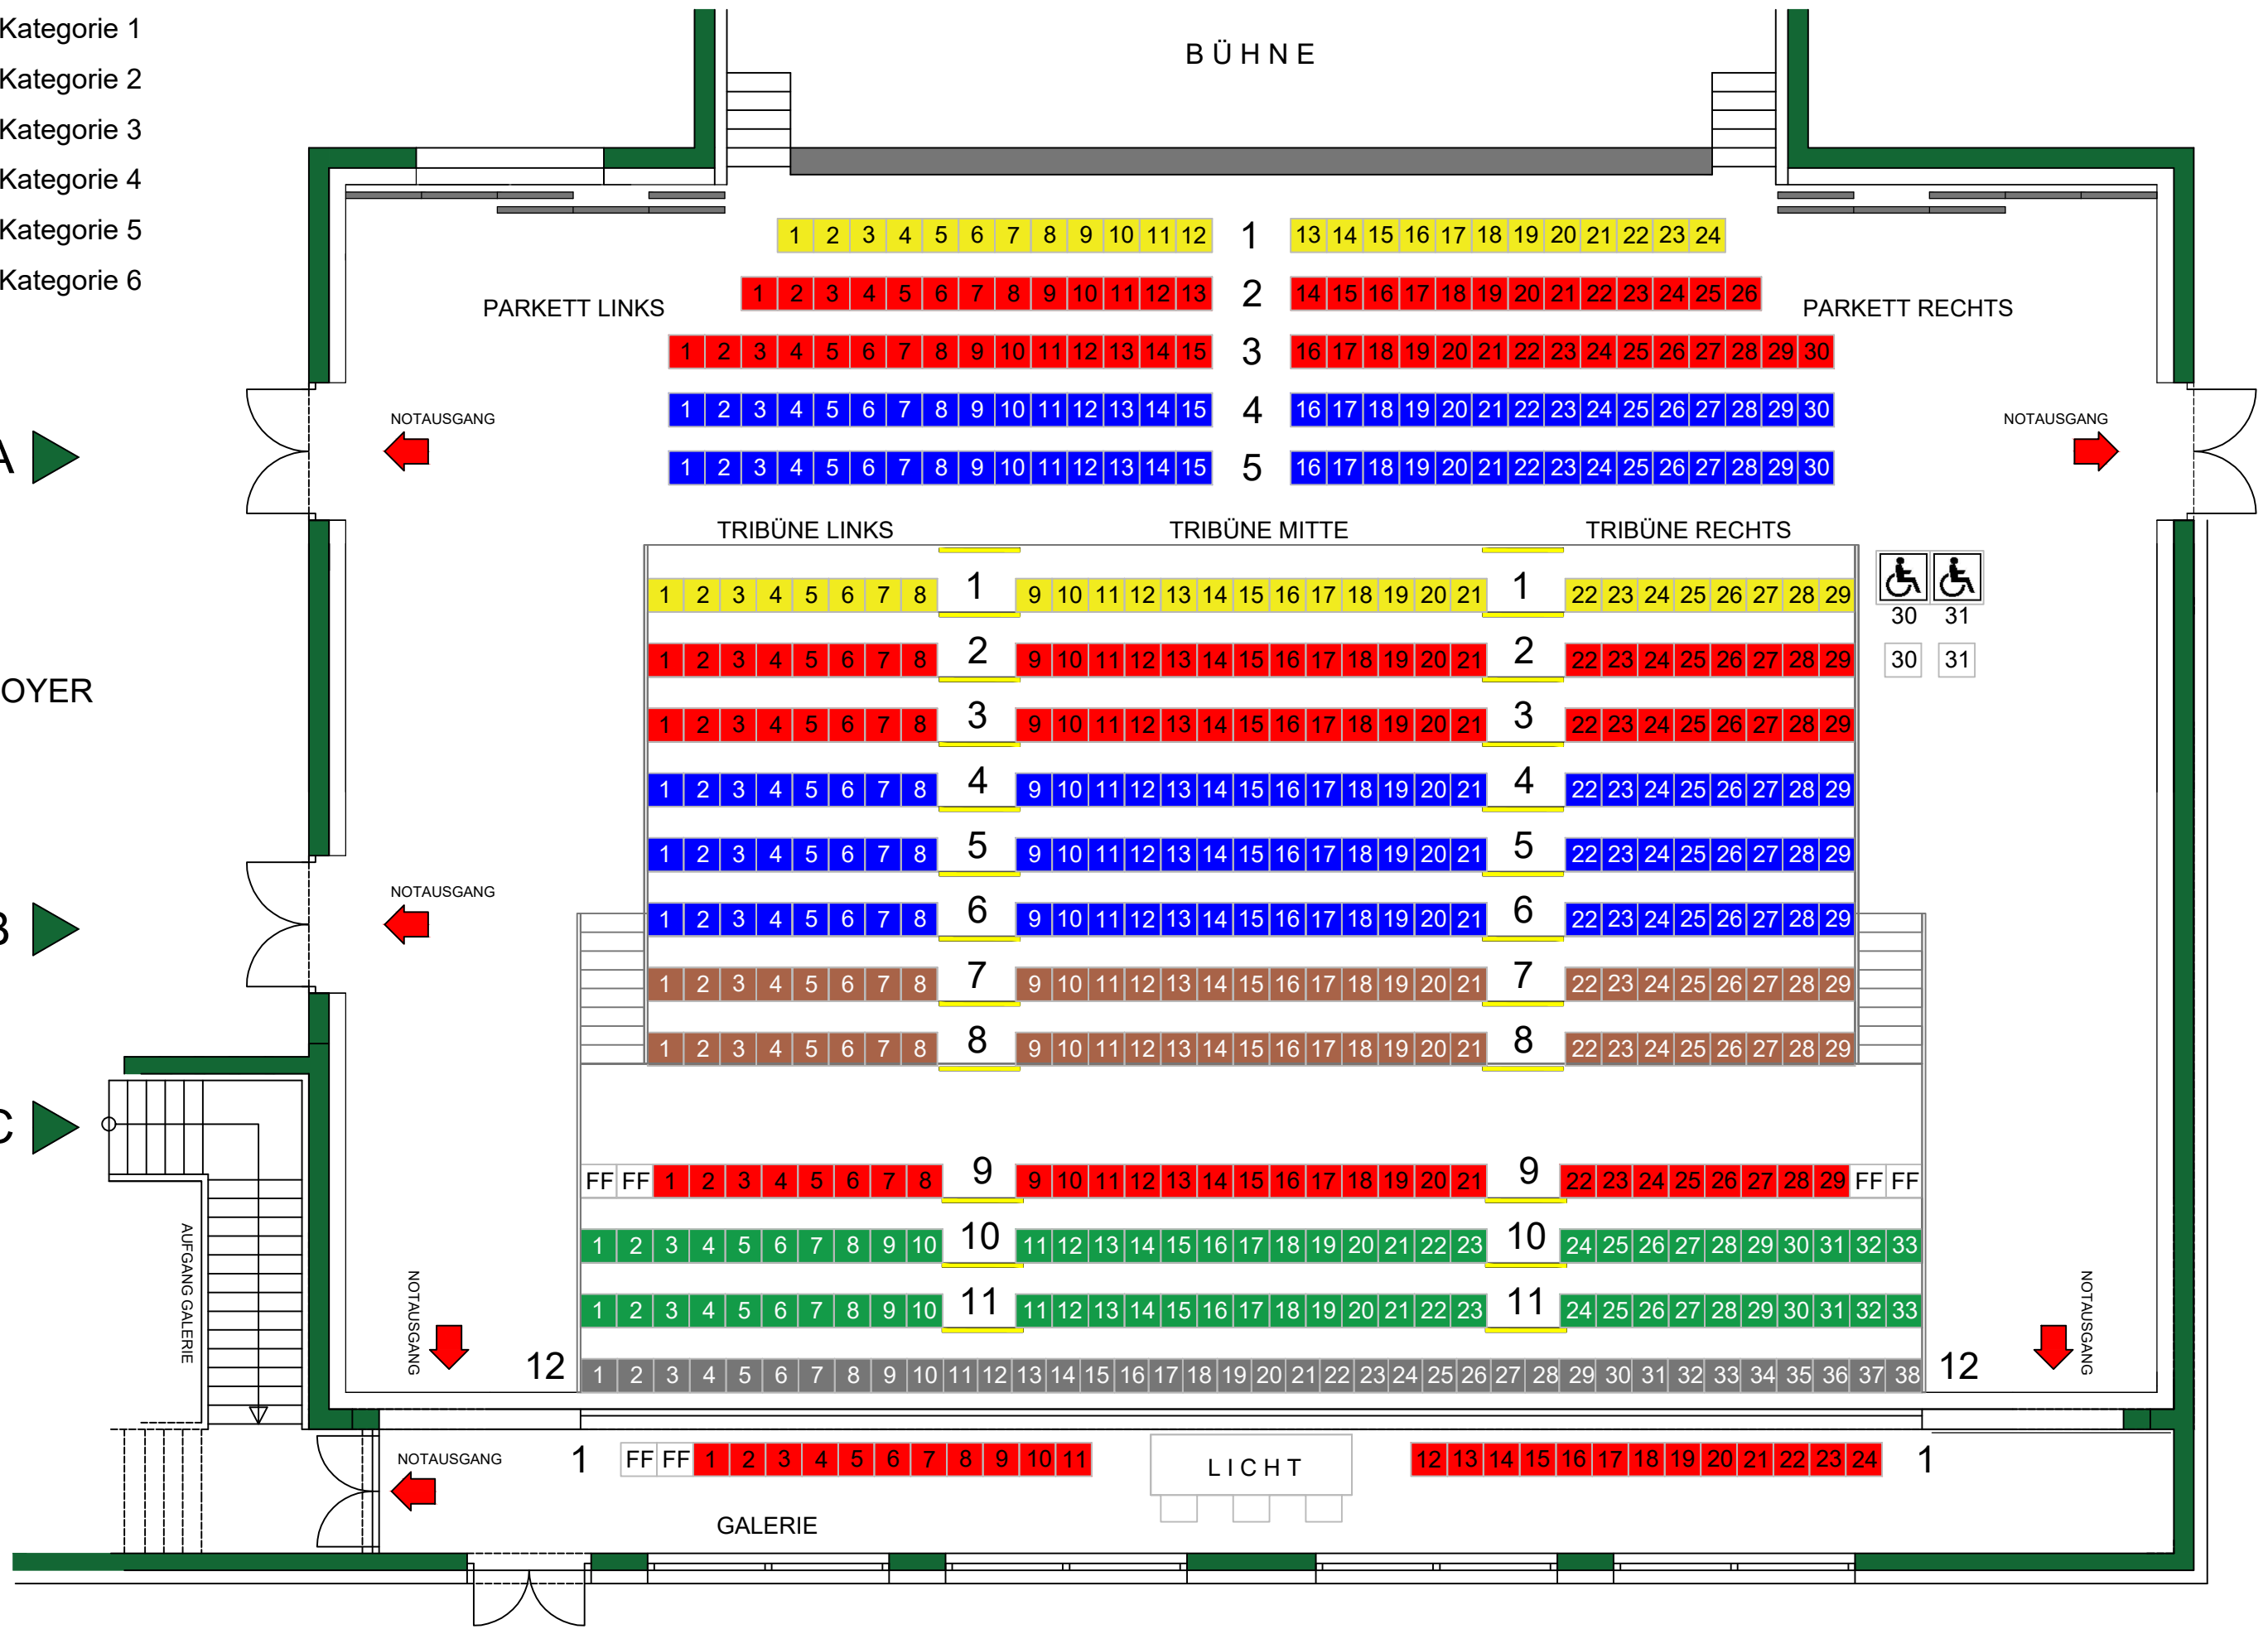 Kategorie 1
Kategorie 2
Kategorie 3
Kategorie 4
Kategorie 5
Kategorie 6
BÜHNE
1 2 3 4 5 6 7 8 9 10 11 12 1 13 14 15 16 17 18 19 20 21 22 23 24
1 2 3 4 5 6 7 8 9 10 11 12 13 2 14 15 16 17 18 19 20 21 22 23 24 25 26
PARKETT LINKS PARKETT RECHTS
1 2 3 4 5 6 7 8 9 10 11 12 13 14 15 3 16 17 18 19 20 21 22 23 24 25 26 27 28 29 30
1 2 3 4 5 6 7 8 9 10 11 12 13 14 15 4 16 17 18 19 20 21 22 23 24 25 26 27 28 29 30
NOTAUSGANG NOTAUSGANG
A
1 2 3 4 5 6 7 8 9 10 11 12 13 14 15 5 16 17 18 19 20 21 22 23 24 25 26 27 28 29 30
TRIBÜNE LINKS TRIBÜNE MITTE TRIBÜNE RECHTS
1 2 3 4 5 6 7 8 1 9 10 11 12 13 14 15 16 17 18 19 20 21 1 22 23 24 25 26 27 28 29
30 31
1 2 3 4 5 6 7 8 2 9 10 11 12 13 14 15 16 17 18 19 20 21 2 22 23 24 25 26 27 28 29 30 31
OYER
1 2 3 4 5 6 7 8 3 9 10 11 12 13 14 15 16 17 18 19 20 21 3 22 23 24 25 26 27 28 29
1 2 3 4 5 6 7 8 4 9 10 11 12 13 14 15 16 17 18 19 20 21 4 22 23 24 25 26 27 28 29
1 2 3 4 5 6 7 8 5 9 10 11 12 13 14 15 16 17 18 19 20 21 5 22 23 24 25 26 27 28 29
NOTAUSGANG
B
1 2 3 4 5 6 7 8 6 9 10 11 12 13 14 15 16 17 18 19 20 21 6 22 23 24 25 26 27 28 29
1 2 3 4 5 6 7 8 7 9 10 11 12 13 14 15 16 17 18 19 20 21 7 22 23 24 25 26 27 28 29
1 2 3 4 5 6 7 8 8 9 10 11 12 13 14 15 16 17 18 19 20 21 8 22 23 24 25 26 27 28 29
C
FF FF 1 2 3 4 5 6 7 8 9 9 10 11 12 13 14 15 16 17 18 19 20 21 9 22 23 24 25 26 27 28 29 FF FF
1 2 3 4 5 6 7 8 9 10 10 11 12 13 14 15 16 17 18 19 20 21 22 23 10 24 25 26 27 28 29 30 31 32 33
AUFGANG GALERIE
1 2 3 4 5 6 7 8 9 10 11 11 12 13 14 15 16 17 18 19 20 21 22 23 11 24 25 26 27 28 29 30 31 32 33
NOTAUSGANG
NOTAUSGANG
12 1 2 3 4 5 6 7 8 9 10 11 12 13 14 15 16 17 18 19 20 21 22 23 24 25 26 27 28 29 30 31 32 33 34 35 36 37 38 12
NOTAUSGANG
1 FF FF 1 2 3 4 5 6 7 8 9 10 11 LICHT 12 13 14 15 16 17 18 19 20 21 22 23 24 1
GALERIE